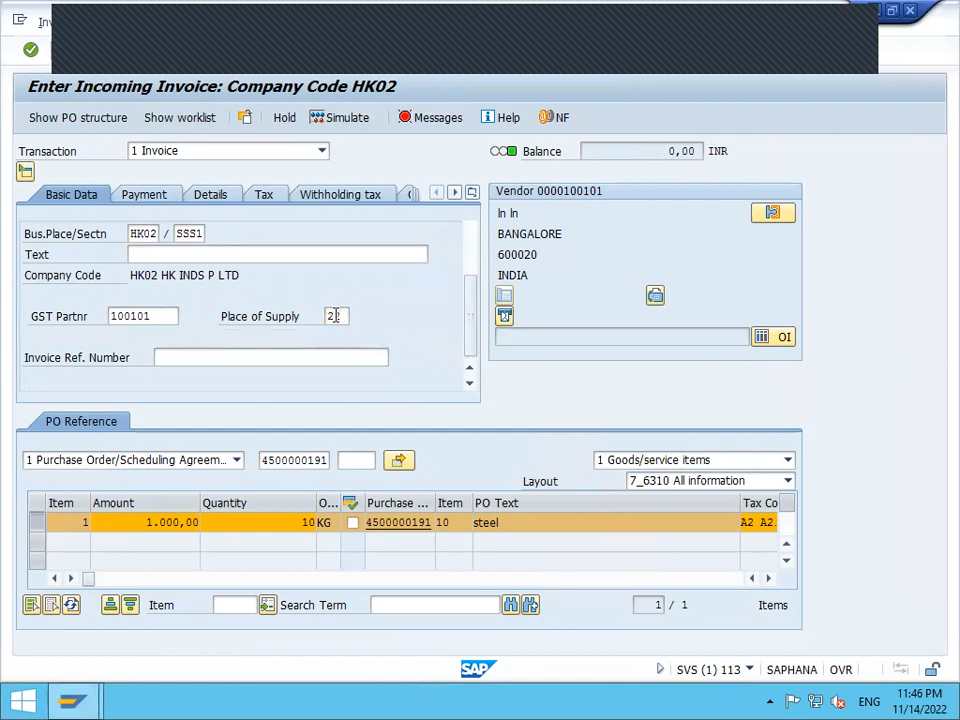 Enter Incoming Invoice: Company Code HK02
Show PO structure Show worklist Hold Simulate Messages Help NF
Transaction 1 Invoice Balance 0,00 INR
Basic Data Payment Details Tax Withholding tax
Bus.Place/Sectn HK02 / SSS1
Text
Company Code HK02 HK INDS P LTD
GST Partnr 100101 Place of Supply
Invoice Ref. Number
Vendor 0000100101
ln ln
BANGALORE
600020
INDIA
OI
PO Reference
1 Purchase Order/Scheduling Agreem... 4500000191 1 Goods/service items
Layout 7_6310 All information
Item Amount Quantity O... Purchase ... Item PO Text Tax Co
1 1.000,00 10 KG 4500000191 10 steel A2 A2
Item Search Term 1 / 1 Items
SAP SVS (1) 113 SAPHANA OVR
ENG 11:46 PM
11/14/2022